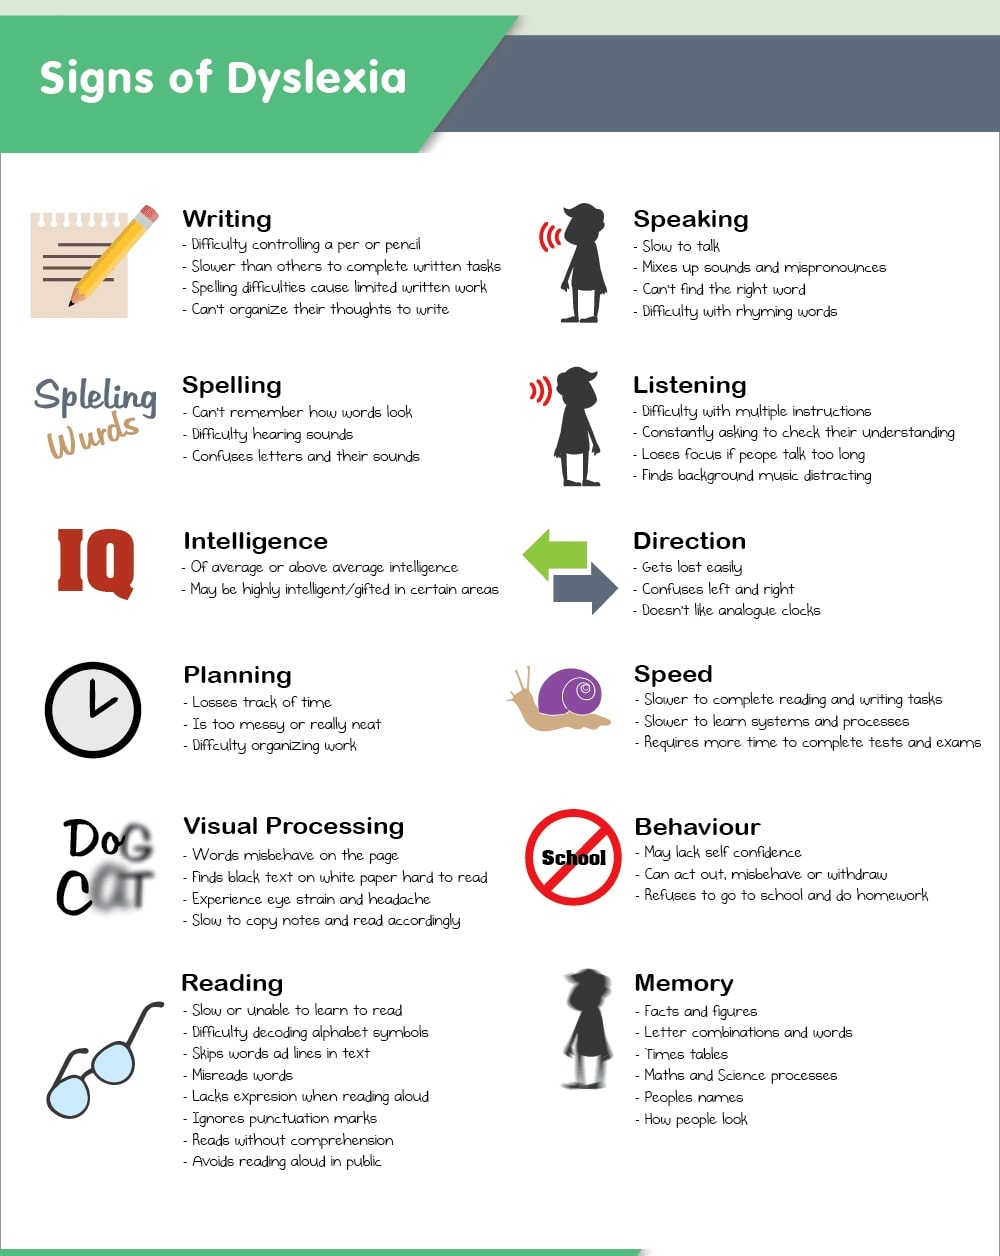 Signs of Dyslexia
Writing
- Difficulty controlling a per or pencil
- Slower than others to complete written tasks
- Spelling difficulties cause limited written work
- Can't organize their thoughts to write
Speaking
- Slow to talk
- Mixes up sounds and mispronounces
- Can't find the right word
- Difficulty with rhyming words
Spleling
Wurds
Spelling
- Can't remember how words look
- Difficulty hearing sounds
- Confuses letters and their sounds
Listening
- Difficulty with multiple instructions
- Constantly asking to check their understanding
- Loses focus if peope talk too long
- Finds background music distracting
IQ
Intelligence
- Of average or above average intelligence
- May be highly intelligent/gifted in certain areas
Direction
- Gets lost easily
- Confuses left and right
- Doesn't like analogue clocks
Planning
- Losses track of time
- Is too messy or really neat
- Diffculty organizing work
Speed
- Slower to complete reading and writing tasks
- Slower to learn systems and processes
- Requires more time to complete tests and exams
DoG
CaT
Visual Processing
- Words misbehave on the page
- Finds black text on white paper hard to read
- Experience eye strain and headache
- Slow to copy notes and read accordingly
School
Behaviour
- May lack self confidence
- Can act out, misbehave or withdraw
- Refuses to go to school and do homework
Reading
- Slow or unable to learn to read
- Difficulty decoding alphabet symbols
- Skips words ad lines in text
- Misreads words
- Lacks expresion when reading aloud
- Ignores punctuation marks
- Reads without comprehension
- Avoids reading aloud in public
Memory
- Facts and figures
- Letter combinations and words
- Times tables
- Maths and Science processes
- Peoples names
- How people look